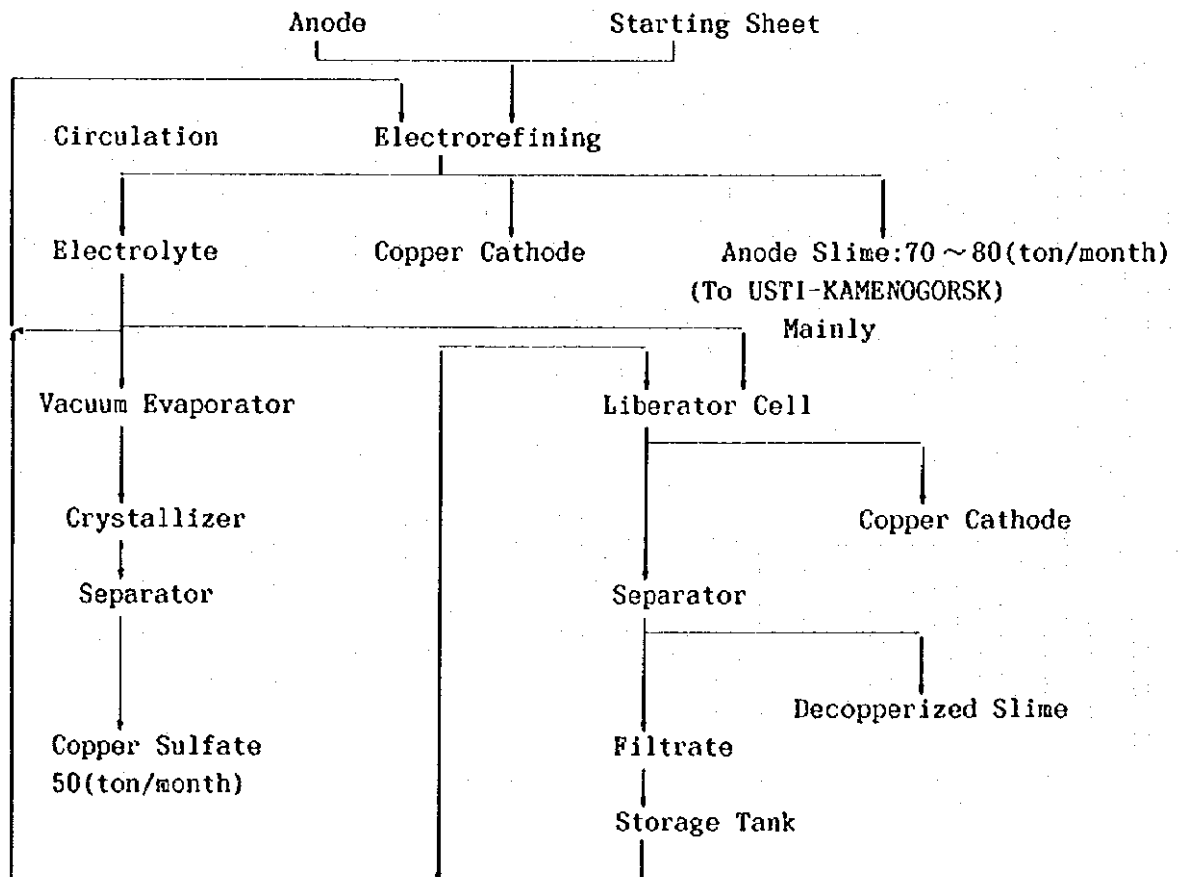 Anode Starting Sheet
Circulation Electrorefining
Electrolyte Copper Cathode Anode Slime:70～80(ton/month)
(To USTI-KAMENOGORSK)
Mainly
Vacuum Evaporator Liberator Cell
Crystallizer Copper Cathode
Separator Separator
Decopperized Slime
Copper Sulfate Filtrate
50(ton/month)
Storage Tank